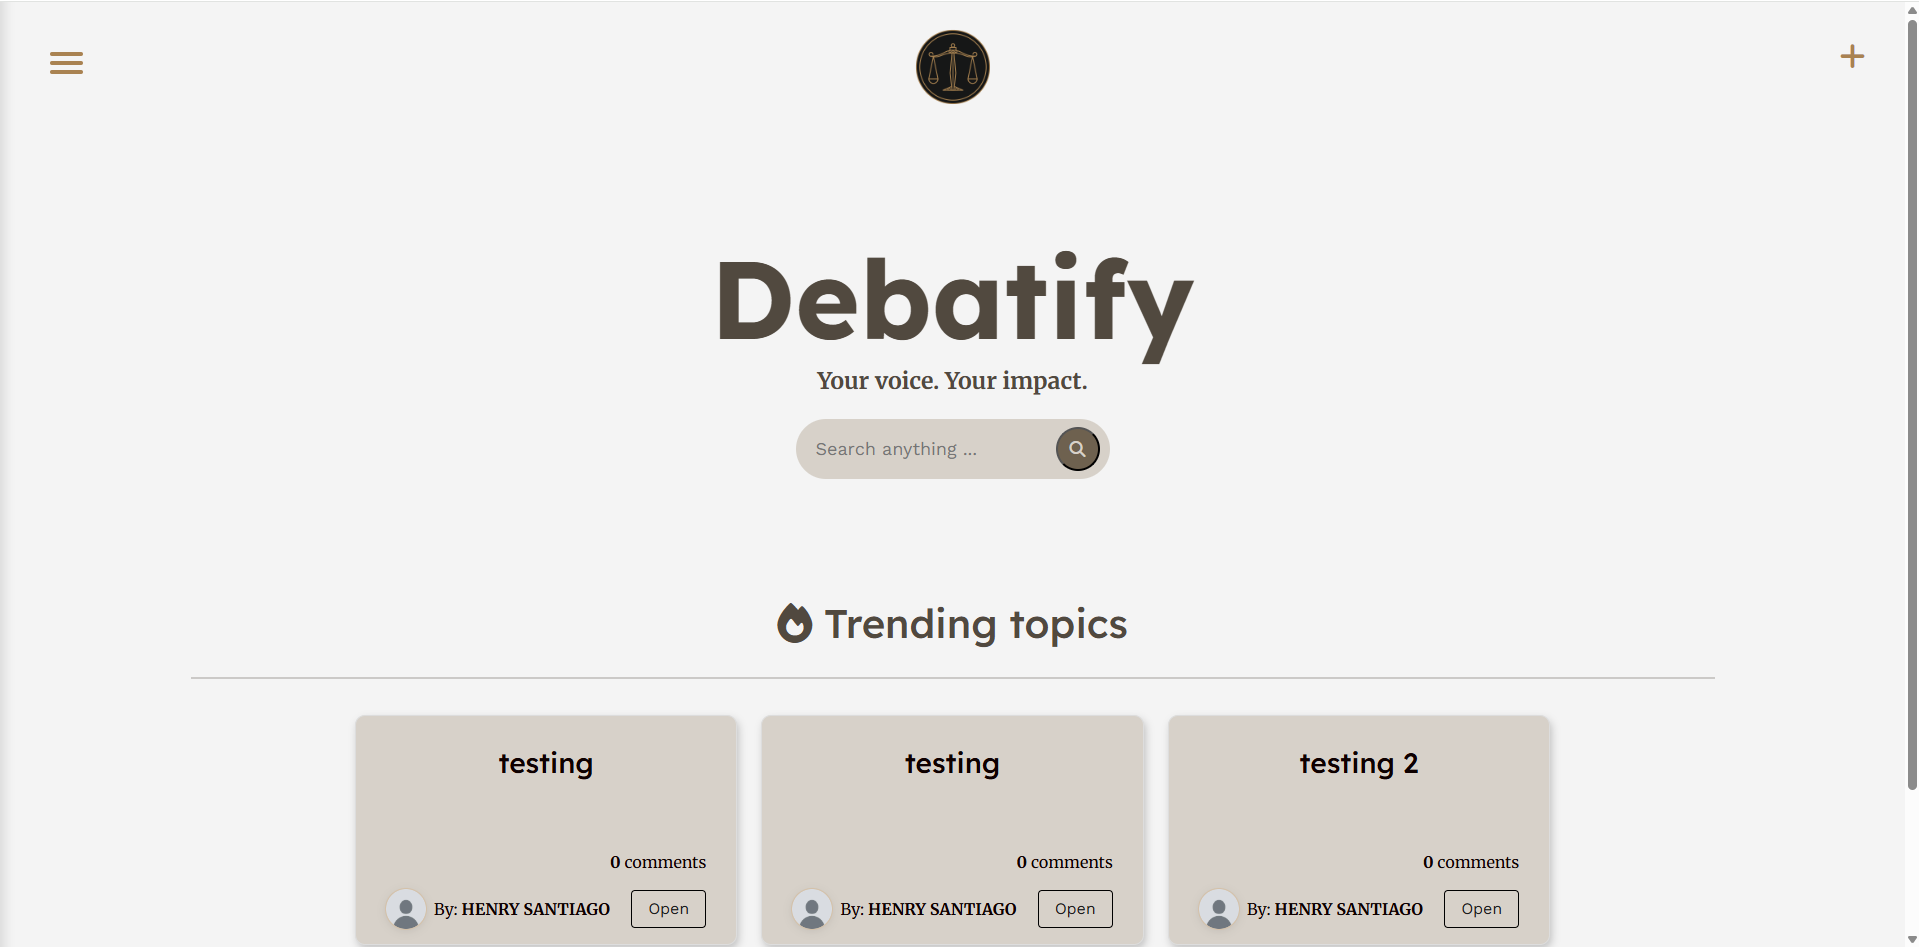 Debatify
Your voice. Your impact.
Search anything ...
Trending topics
testing
0 comments
By: HENRY SANTIAGO
Open
testing
0 comments
By: HENRY SANTIAGO
Open
testing 2
0 comments
By: HENRY SANTIAGO
Open